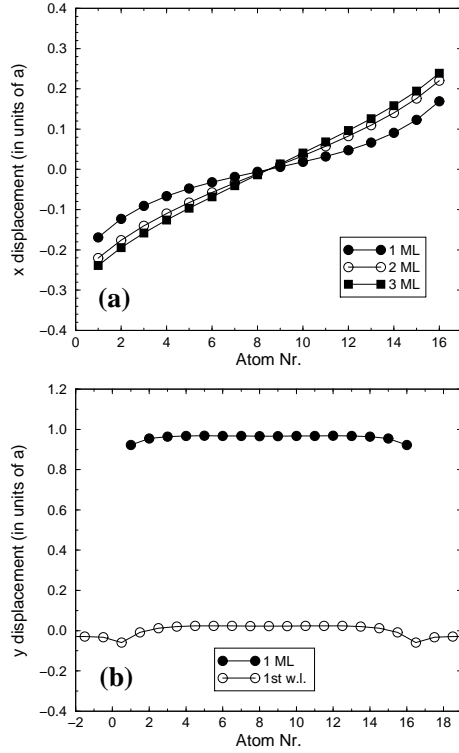 0.4
0.3
0.2
0.1
0.0
−0.1
−0.2
−0.3
−0.4
x displacement (in units of a)
(a)
1 ML
2 ML
3 ML
0 2 4 6 8 10 12 14 16
Atom Nr.
1.2
1.0
0.8
0.6
0.4
0.2
0.0
−0.2
−0.4
y displacement (in units of a)
(b)
1 ML
1st w.l.
−2 0 2 4 6 8 10 12 14 16 18
Atom Nr.